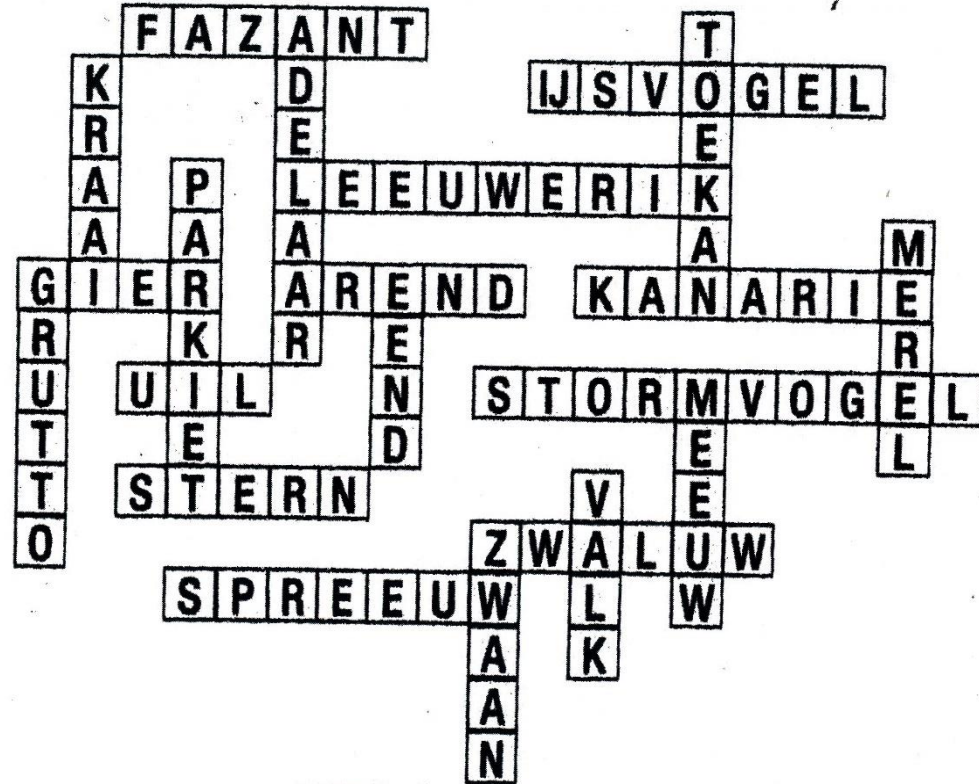 FAZANT
ADELAAR
TOEKAN
KRAAI
IJSVOGEL
PARKIET
LEEUWERIK
MEREL
GIER
GRUTTO
AREND
EEND
KANARIE
UIL
STORMVOGEL
MEEUW
STERN
VALK
ZWALUW
ZWAAN
SPREEUW